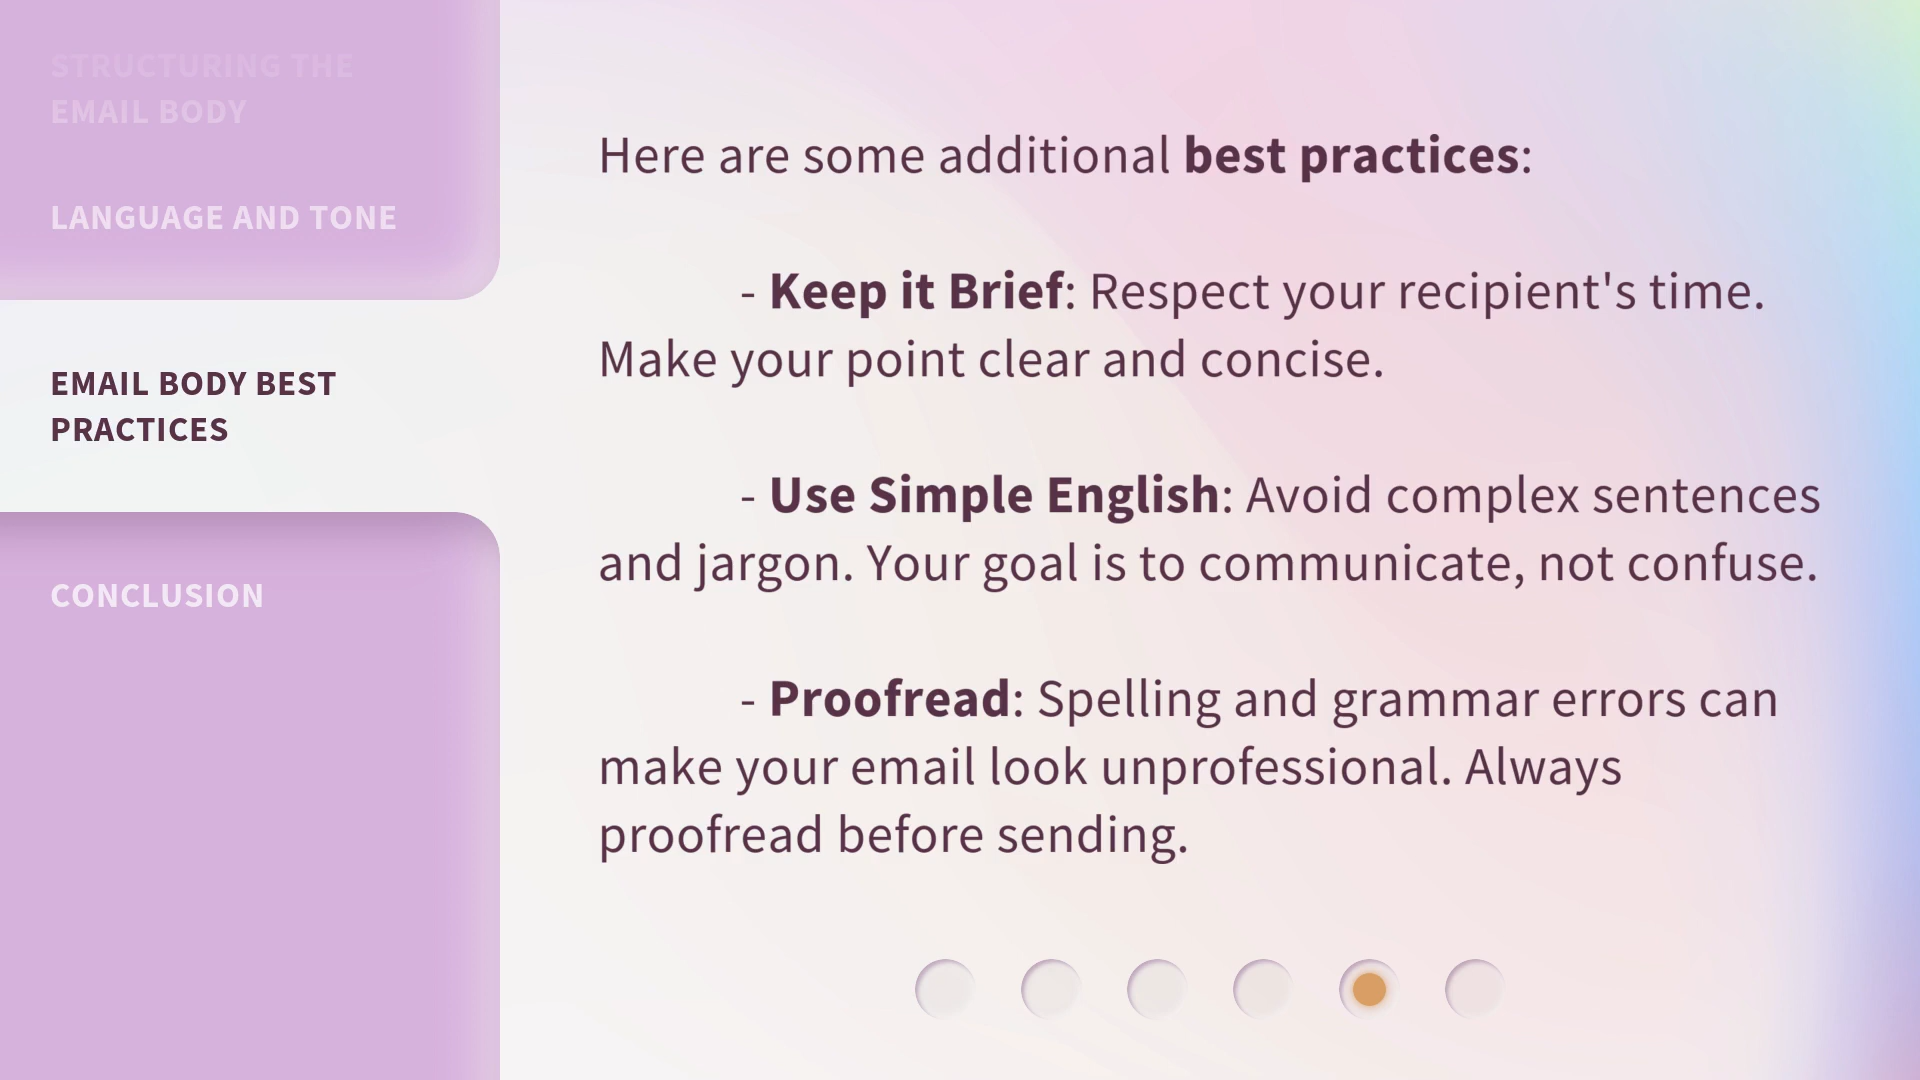 STRUCTURING THE
EMAIL BODY
LANGUAGE AND TONE
EMAIL BODY BEST
PRACTICES
CONCLUSION
Here are some additional best practices:
- Keep it Brief: Respect your recipient's time.
Make your point clear and concise.
- Use Simple English: Avoid complex sentences
and jargon. Your goal is to communicate, not confuse.
- Proofread: Spelling and grammar errors can
make your email look unprofessional. Always
proofread before sending.